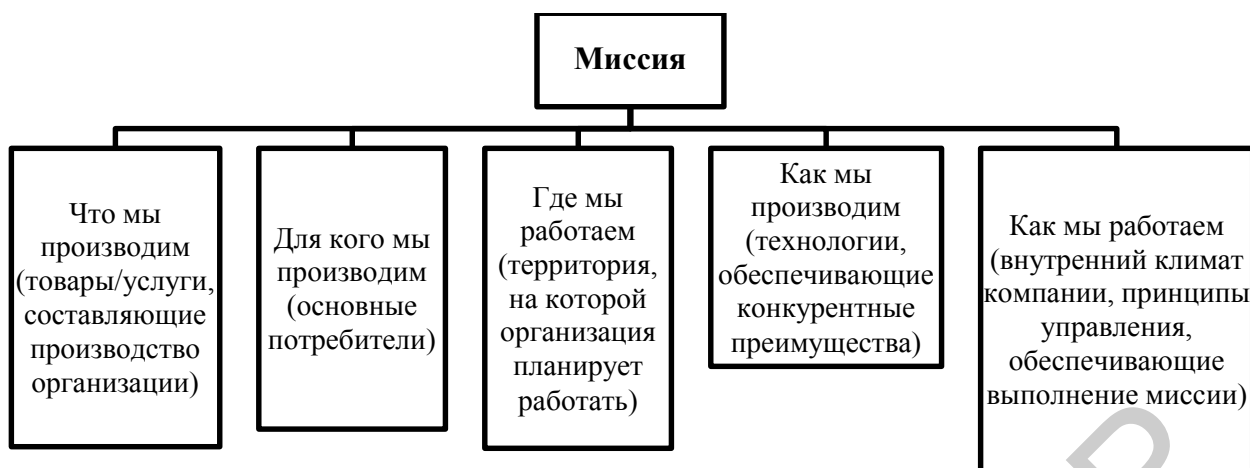 Миссия
Что мы
производим
(товары/услуги,
составляющие
производство
организации)
Для кого мы
производим
(основные
потребители)
Где мы
работаем
(территория,
на которой
организация
планирует
работать)
Как мы
производим
(технологии,
обеспечивающие
конкурентные
преимущества)
Как мы работаем
(внутренний климат
компании, принципы
управления,
обеспечивающие
выполнение миссии)